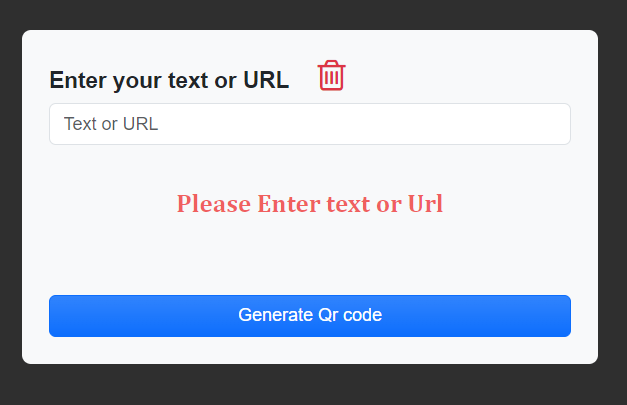 Enter your text or URL
Text or URL
Please Enter text or Url
Generate Qr code